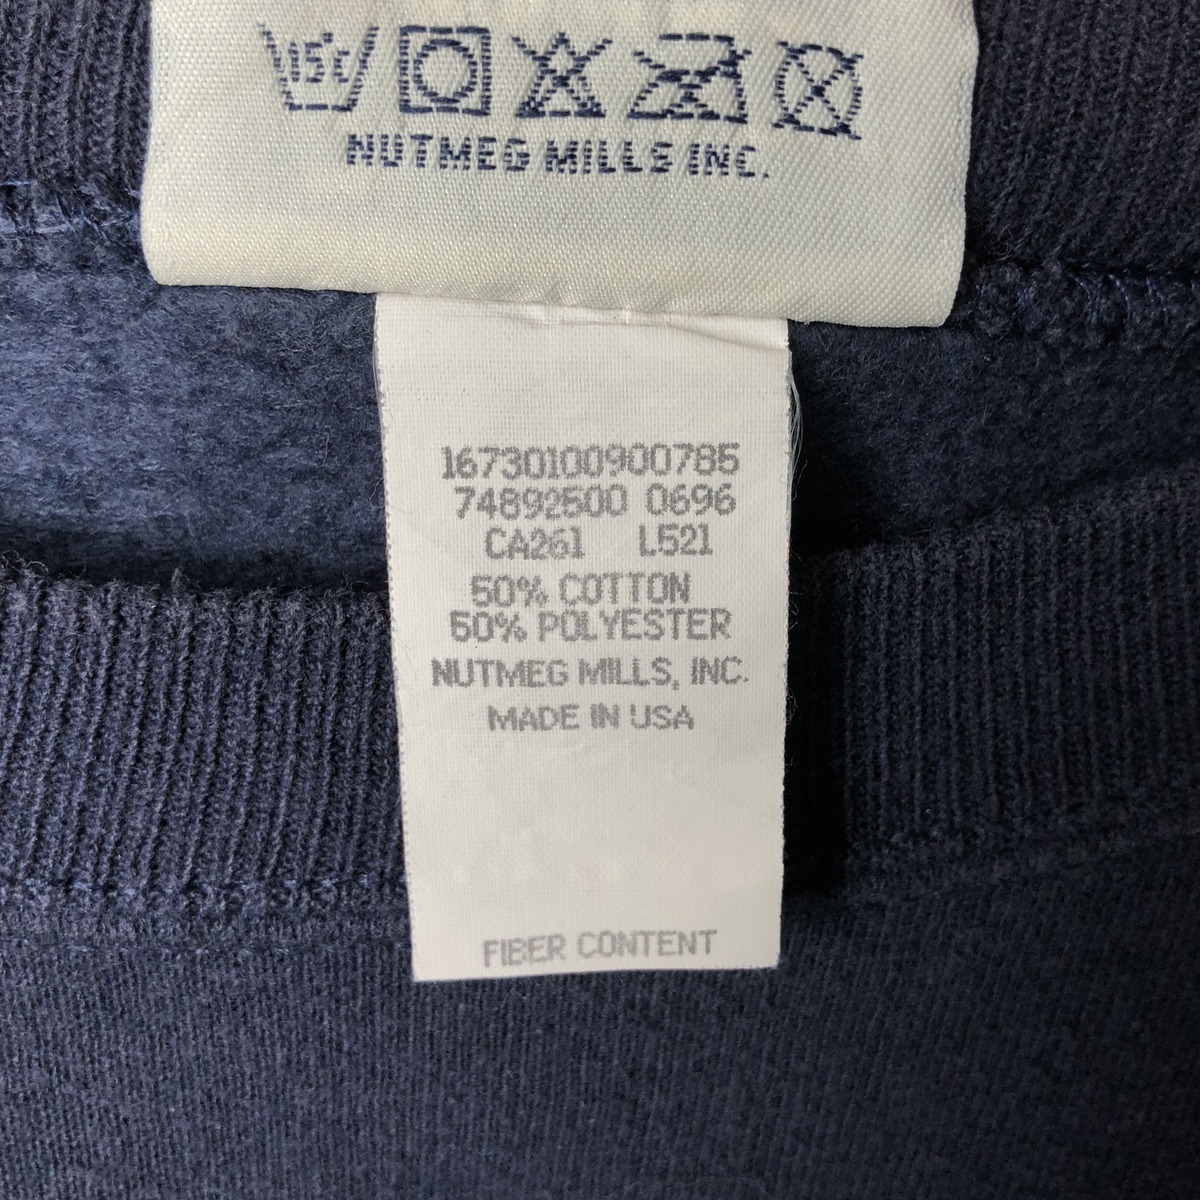 15°C
NUTMEG MILLS INC.
16730100900785
74892500 0696
CA261 L521
50% COTTON
50% POLYESTER
NUTMEG MILLS, INC.
MADE IN USA
FIBER CONTENT